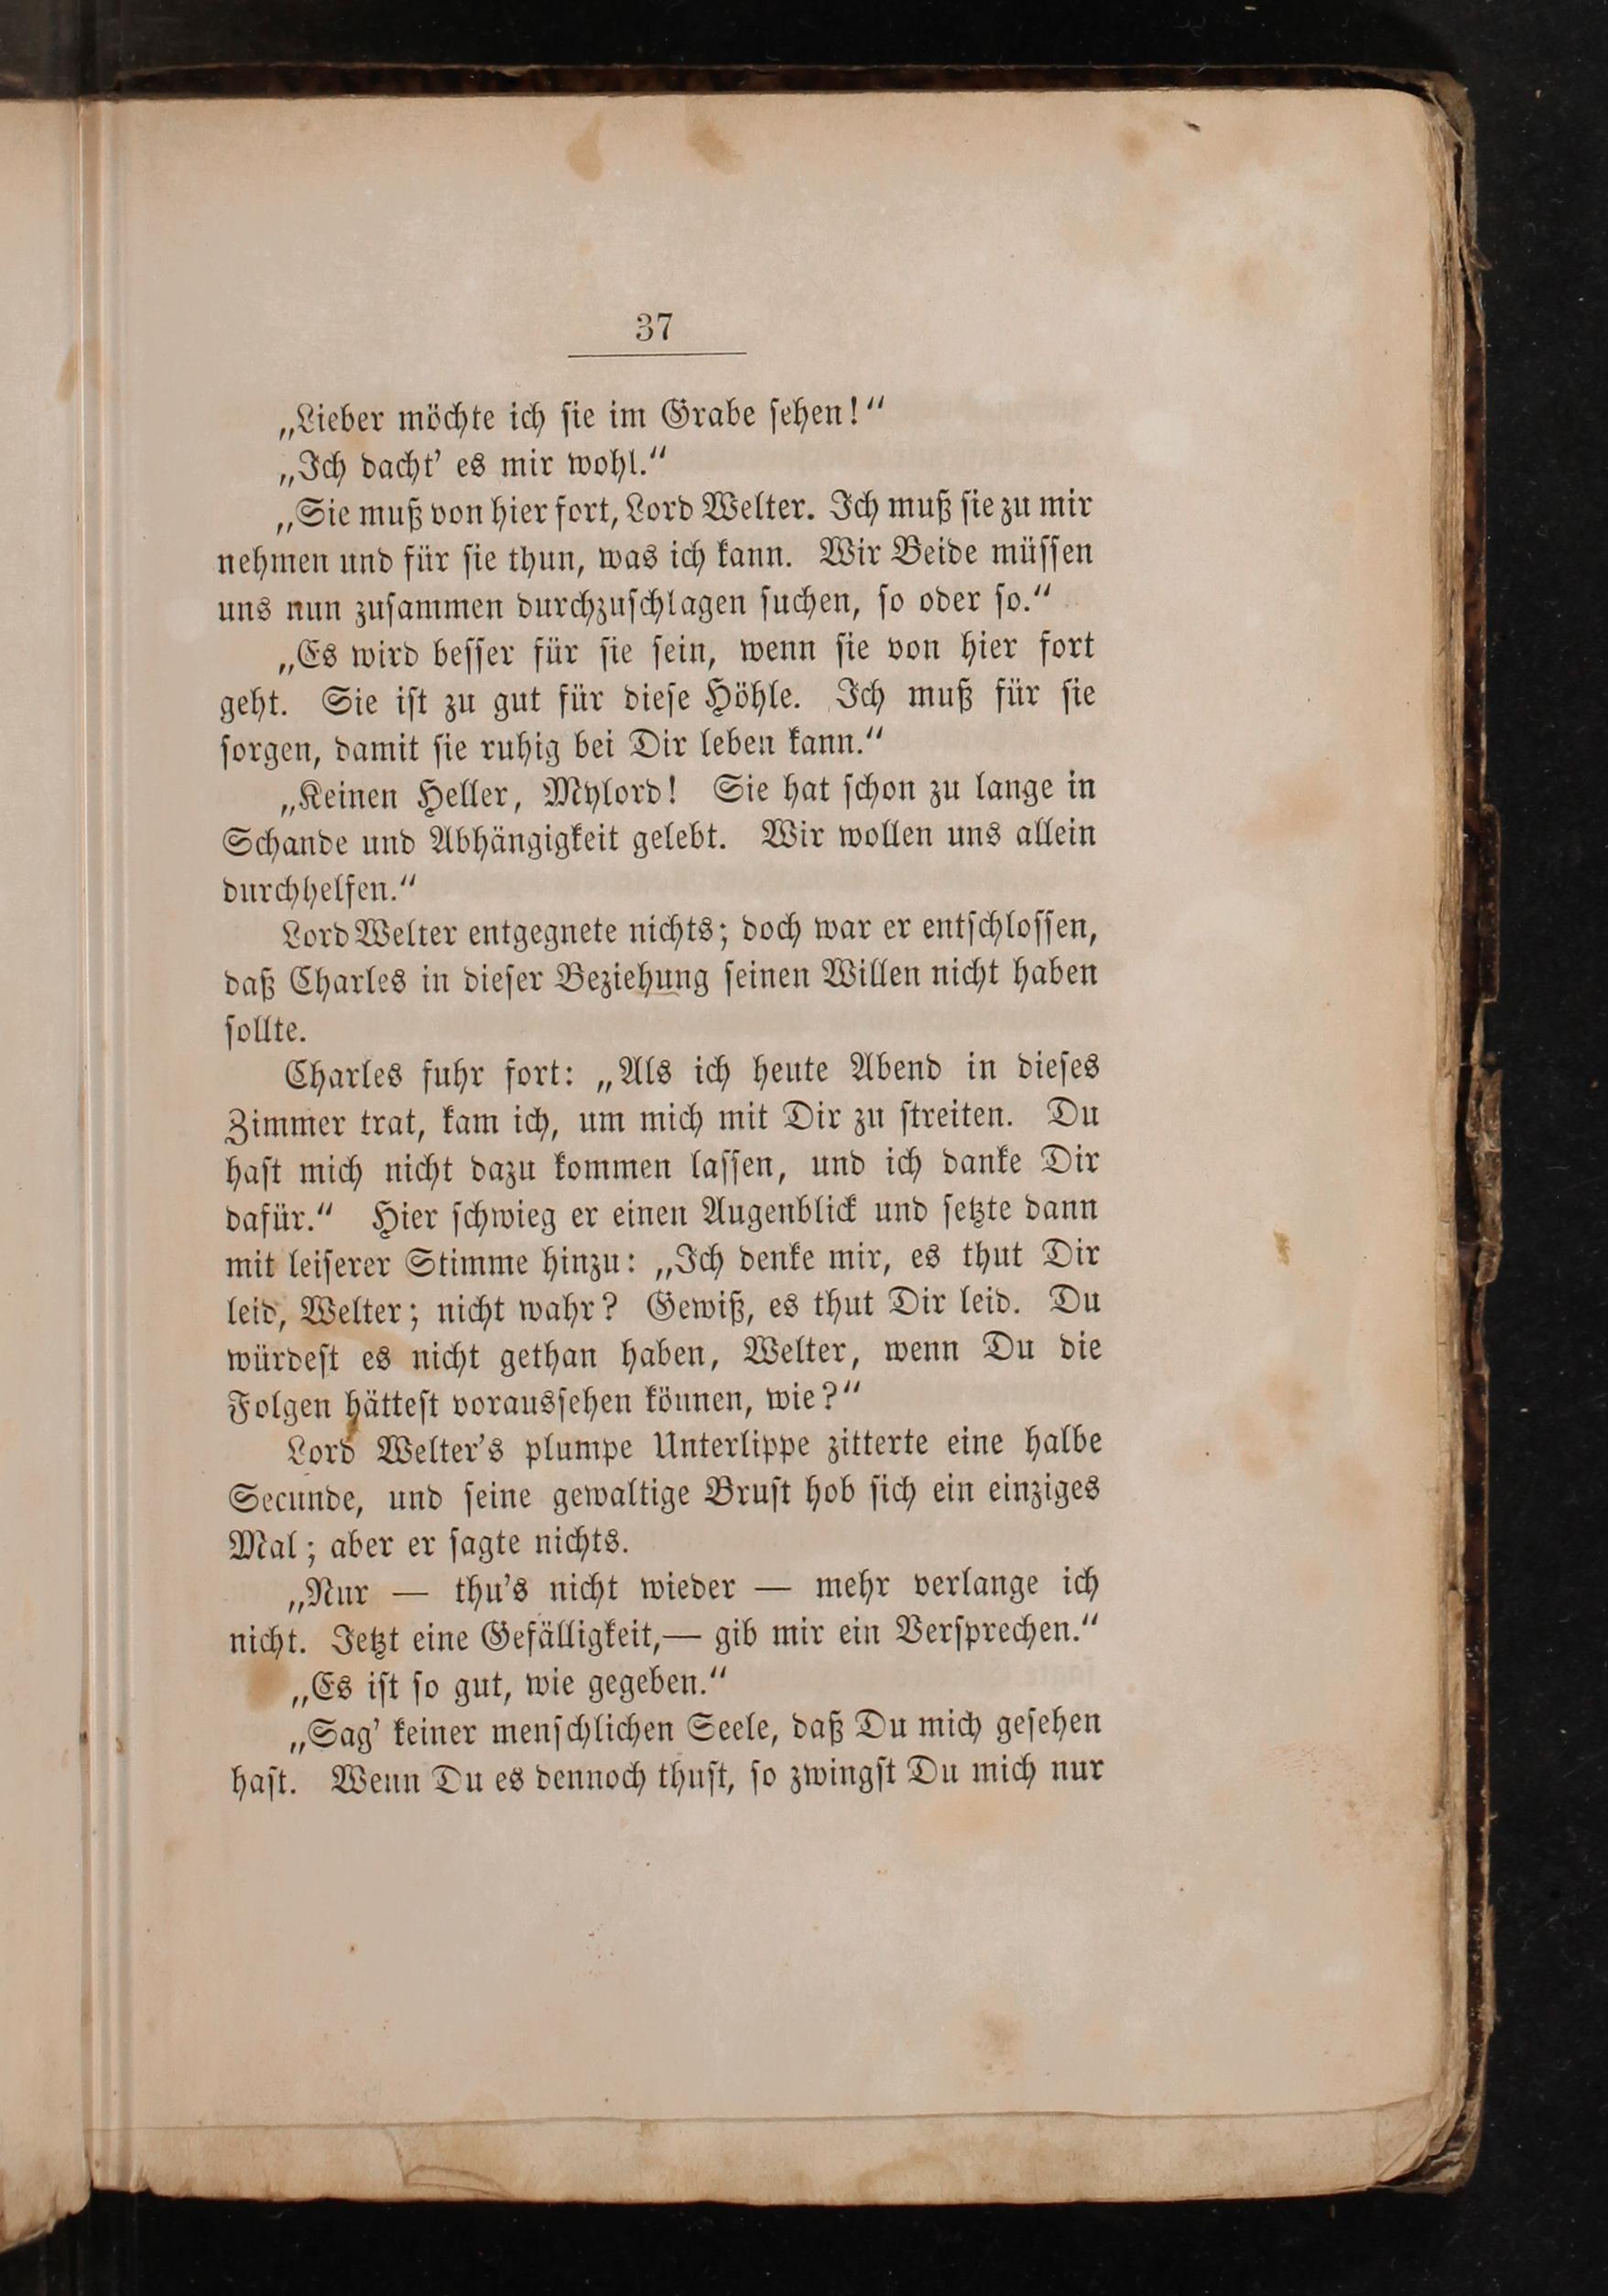 37
„Lieber möchte ich sie im Grabe sehen!“
„Ich dacht’ es mir wohl.“
„Sie muß von hier fort, Lord Welter. Ich muß sie zu mir
nehmen und für sie thun, was ich kann. Wir Beide müssen
uns nun zusammen durchzuschlagen suchen, so oder so.“
„Es wird besser für sie sein, wenn sie von hier fort
geht. Sie ist zu gut für diese Höhle. Ich muß für sie
sorgen, damit sie ruhig bei Dir leben kann.“
„Keinen Heller, Mylord! Sie hat schon zu lange in
Schande und Abhängigkeit gelebt. Wir wollen uns allein
durchhelfen.“
Lord Welter entgegnete nichts; doch war er entschlossen,
daß Charles in dieser Beziehung seinen Willen nicht haben
sollte.
Charles fuhr fort: „Als ich heute Abend in dieses
Zimmer trat, kam ich, um mich mit Dir zu streiten. Du
hast mich nicht dazu kommen lassen, und ich danke Dir
dafür.“ Hier schwieg er einen Augenblick und setzte dann
mit leiserer Stimme hinzu: „Ich denke mir, es thut Dir
leid, Welter; nicht wahr? Gewiß, es thut Dir leid. Du
würdest es nicht gethan haben, Welter, wenn Du die
Folgen hättest voraussehen können, wie?“
Lord Welter’s plumpe Unterlippe zitterte eine halbe
Secunde, und seine gewaltige Brust hob sich ein einziges
Mal; aber er sagte nichts.
„Nur — thu’s nicht wieder — mehr verlange ich
nicht. Jetzt eine Gefälligkeit,— gib mir ein Versprechen.“
„Es ist so gut, wie gegeben.“
„Sag’ keiner menschlichen Seele, daß Du mich gesehen
hast. Wenn Du es dennoch thust, so zwingst Du mich nur